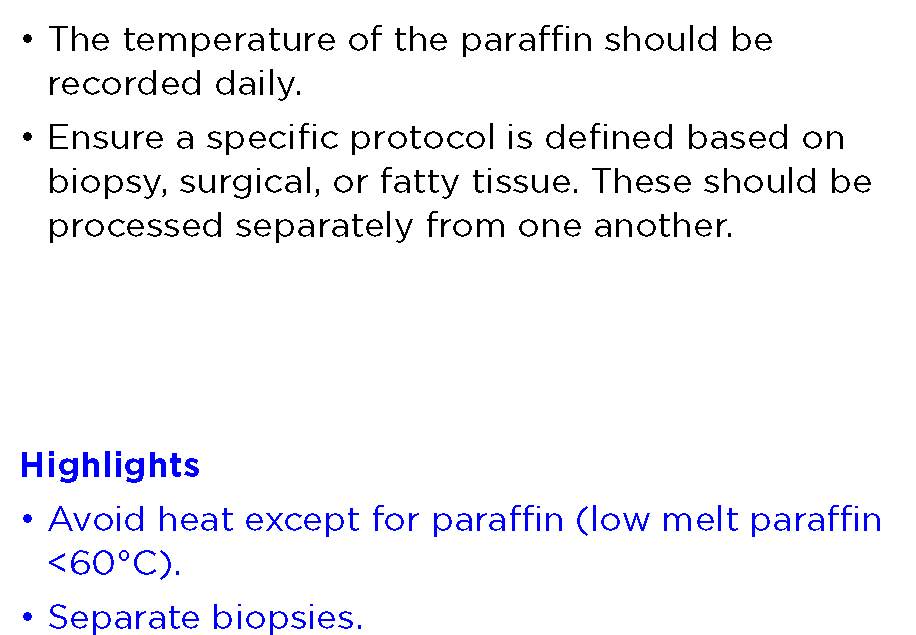 • The temperature of the paraffin should be
recorded daily.
• Ensure a specific protocol is defined based on
biopsy, surgical, or fatty tissue. These should be
processed separately from one another.
Highlights
• Avoid heat except for paraffin (low melt paraffin
<60°C).
• Separate biopsies.